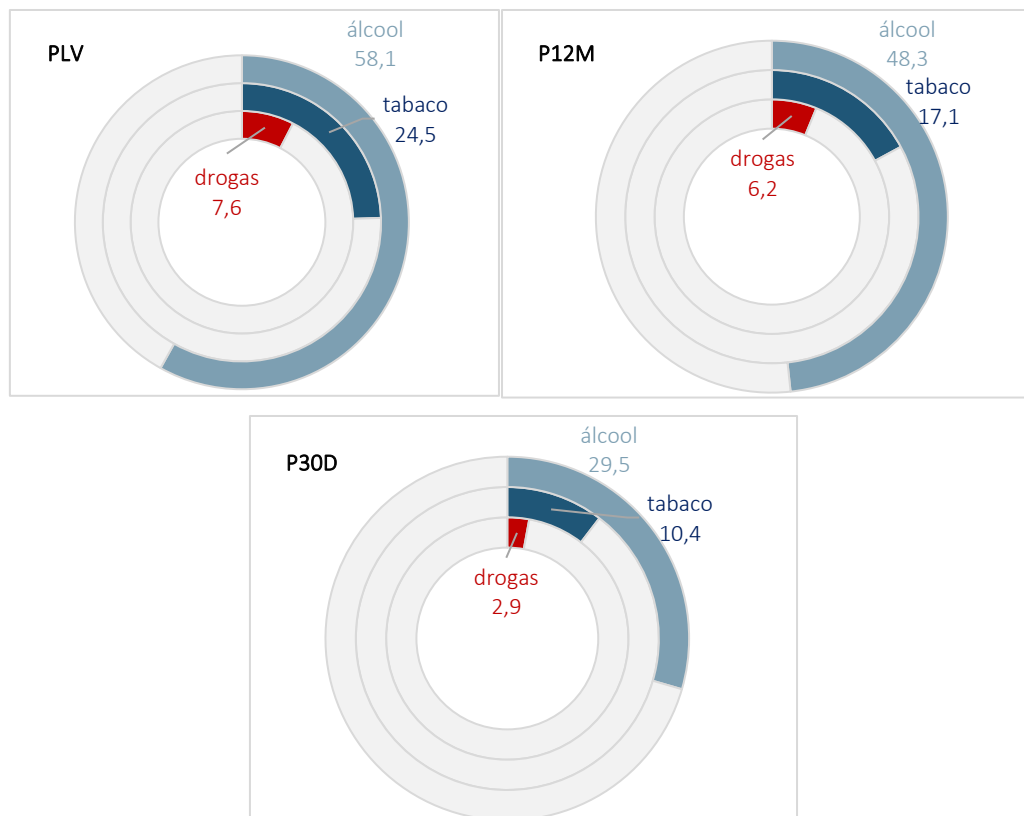 PLV
álcool
58,1
tabaco
24,5
drogas
7,6
P12M
álcool
48,3
tabaco
17,1
drogas
6,2
P30D
álcool
29,5
tabaco
10,4
drogas
2,9